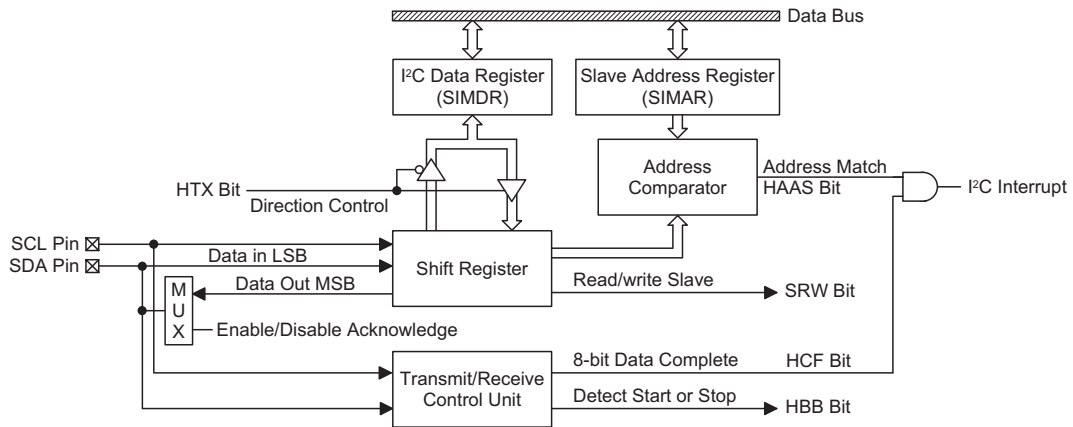 Data Bus
I²C Data Register
(SIMDR)
Slave Address Register
(SIMAR)
Address
Comparator
Address Match
HAAS Bit
I²C Interrupt
HTX Bit
Direction Control
SCL Pin
SDA Pin
Data in LSB
Shift Register
Data Out MSB
Read/write Slave
SRW Bit
M
U
X
Enable/Disable Acknowledge
Transmit/Receive
Control Unit
8-bit Data Complete
HCF Bit
Detect Start or Stop
HBB Bit